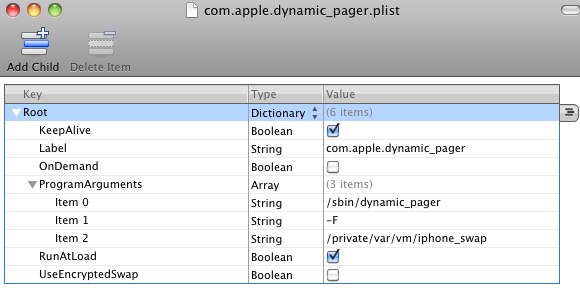 com.apple.dynamic_pager.plist
Add Child Delete Item
Key Type Value
Root Dictionary (6 items)
KeepAlive Boolean
Label String com.apple.dynamic_pager
OnDemand Boolean
ProgramArguments Array (3 items)
Item 0 String /sbin/dynamic_pager
Item 1 String -F
Item 2 String /private/var/vm/iphone_swap
RunAtLoad Boolean
UseEncryptedSwap Boolean